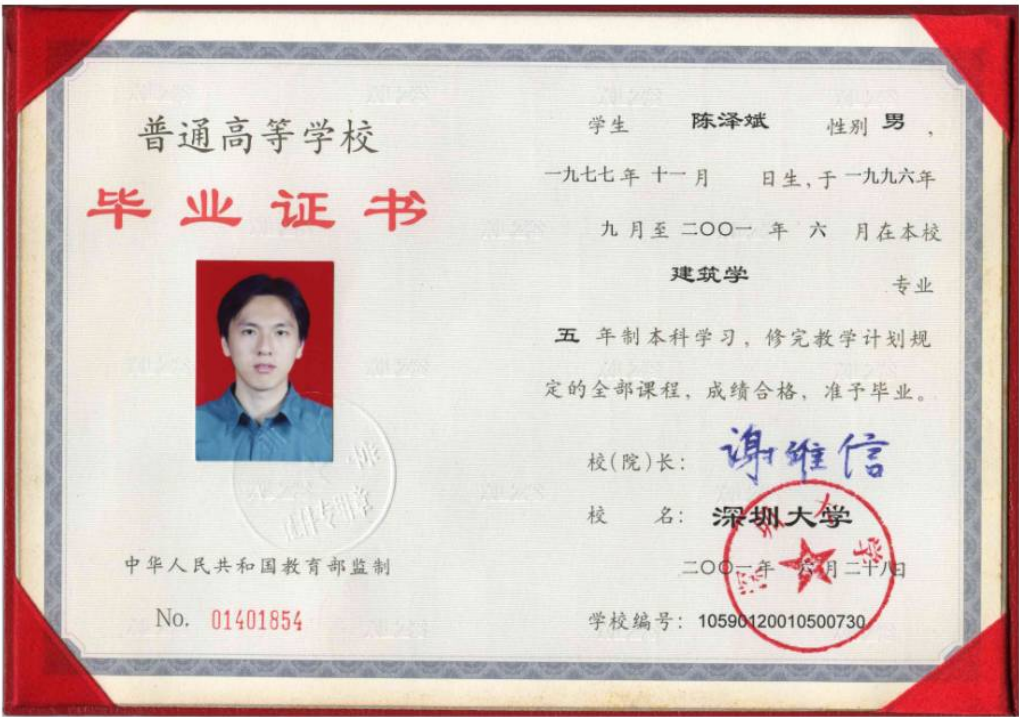 普通高等学校
毕业证书
中华人民共和国教育部监制
No. 01401854
学生 陈泽斌 性别 男，
一九七七年 十一月 日生，于 一九九六年
九 月至 二〇〇一 年 六 月在本校
建筑学 专业
五 年制本科学习，修完教学计划规
定的全部课程，成绩合格，准予毕业。
校(院)长： 谢维信
校 名： 深圳大学
二〇〇一年 六月二十八日
学校编号：10590120010500730
深圳大学